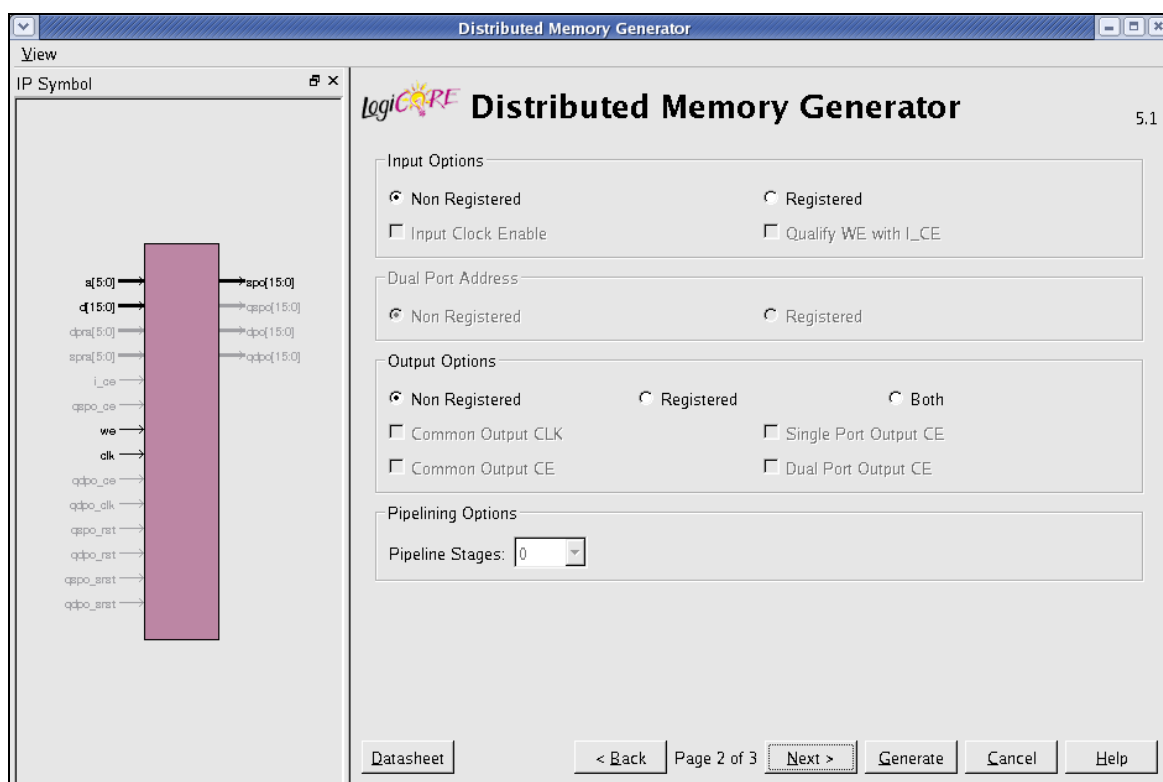 Distributed Memory Generator
View
IP Symbol
LogiCORE
Distributed Memory Generator
5.1
a[5:0]
d[15:0]
dpra[5:0]
spra[5:0]
i_ce
qspo_ce
we
clk
qdpo_ce
qdpo_clk
qspo_rst
qdpo_rst
qspo_srst
qdpo_srst
spo[15:0]
qspo[15:0]
dpo[15:0]
qdpo[15:0]
Input Options
Non Registered Registered
Input Clock Enable Qualify WE with I_CE
Dual Port Address
Non Registered Registered
Output Options
Non Registered Registered Both
Common Output CLK Single Port Output CE
Common Output CE Dual Port Output CE
Pipelining Options
Pipeline Stages: 0
Datasheet < Back Page 2 of 3 Next > Generate Cancel Help